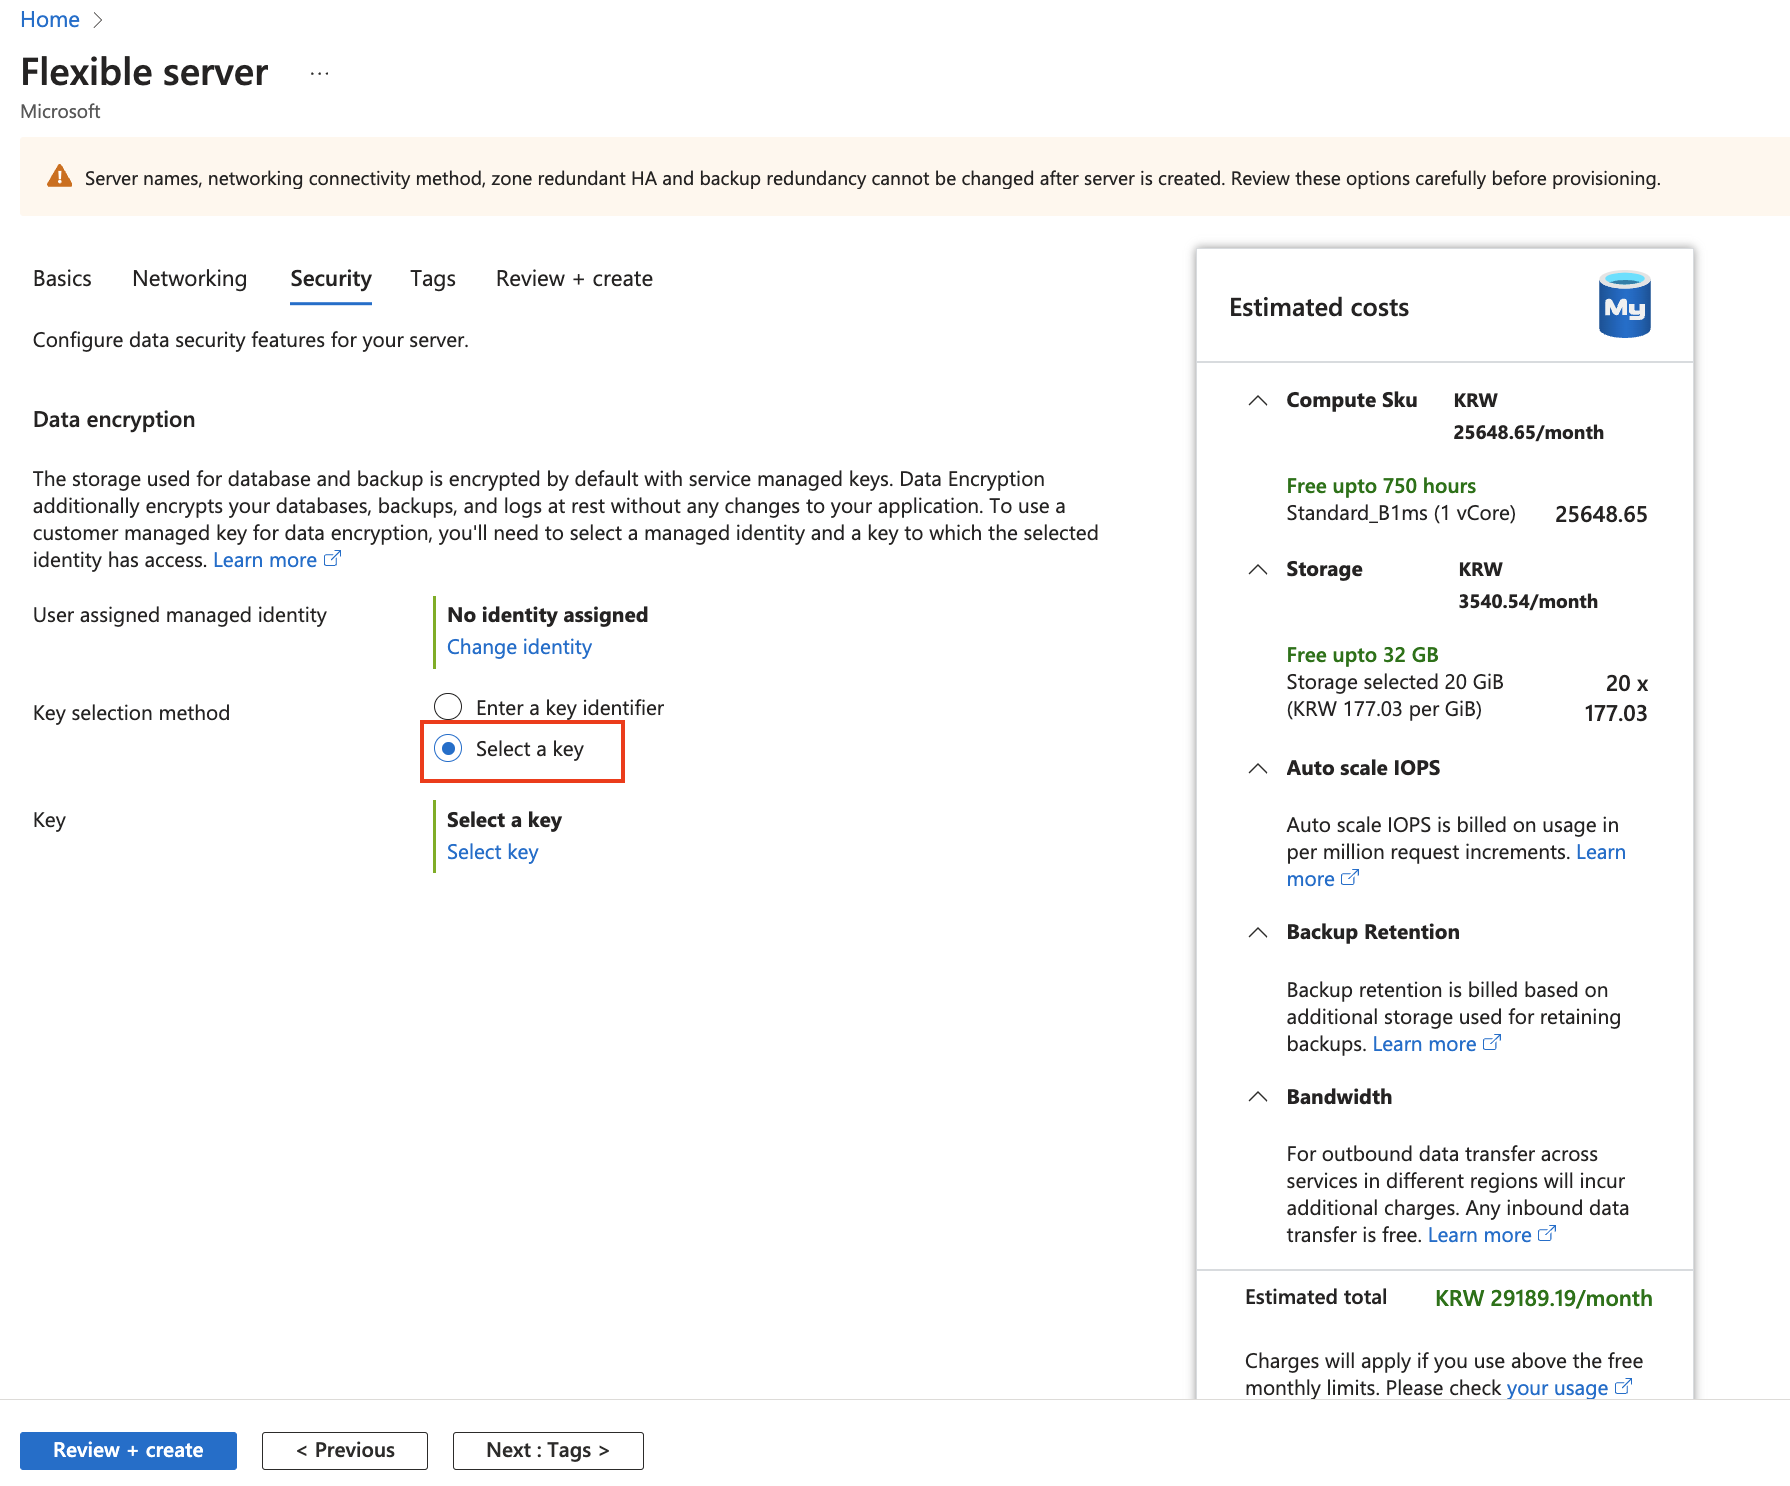 Home
Flexible server ...
Microsoft
Server names, networking connectivity method, zone redundant HA and backup redundancy cannot be changed after server is created. Review these options carefully before provisioning.
Basics Networking Security Tags Review + create
Configure data security features for your server.
Data encryption
The storage used for database and backup is encrypted by default with service managed keys. Data Encryption
additionally encrypts your databases, backups, and logs at rest without any changes to your application. To use a
customer managed key for data encryption, you'll need to select a managed identity and a key to which the selected
identity has access. Learn more
User assigned managed identity
No identity assigned
Change identity
Key selection method
Enter a key identifier
Select a key
Key
Select a key
Select key
Estimated costs
My
Compute Sku
KRW
25648.65/month
Free upto 750 hours
Standard_B1ms (1 vCore) 25648.65
Storage
KRW
3540.54/month
Free upto 32 GB
Storage selected 20 GiB 20 x
(KRW 177.03 per GiB) 177.03
Auto scale IOPS
Auto scale IOPS is billed on usage in
per million request increments. Learn
more
Backup Retention
Backup retention is billed based on
additional storage used for retaining
backups. Learn more
Bandwidth
For outbound data transfer across
services in different regions will incur
additional charges. Any inbound data
transfer is free. Learn more
Estimated total KRW 29189.19/month
Charges will apply if you use above the free
monthly limits. Please check your usage
Review + create < Previous Next : Tags >